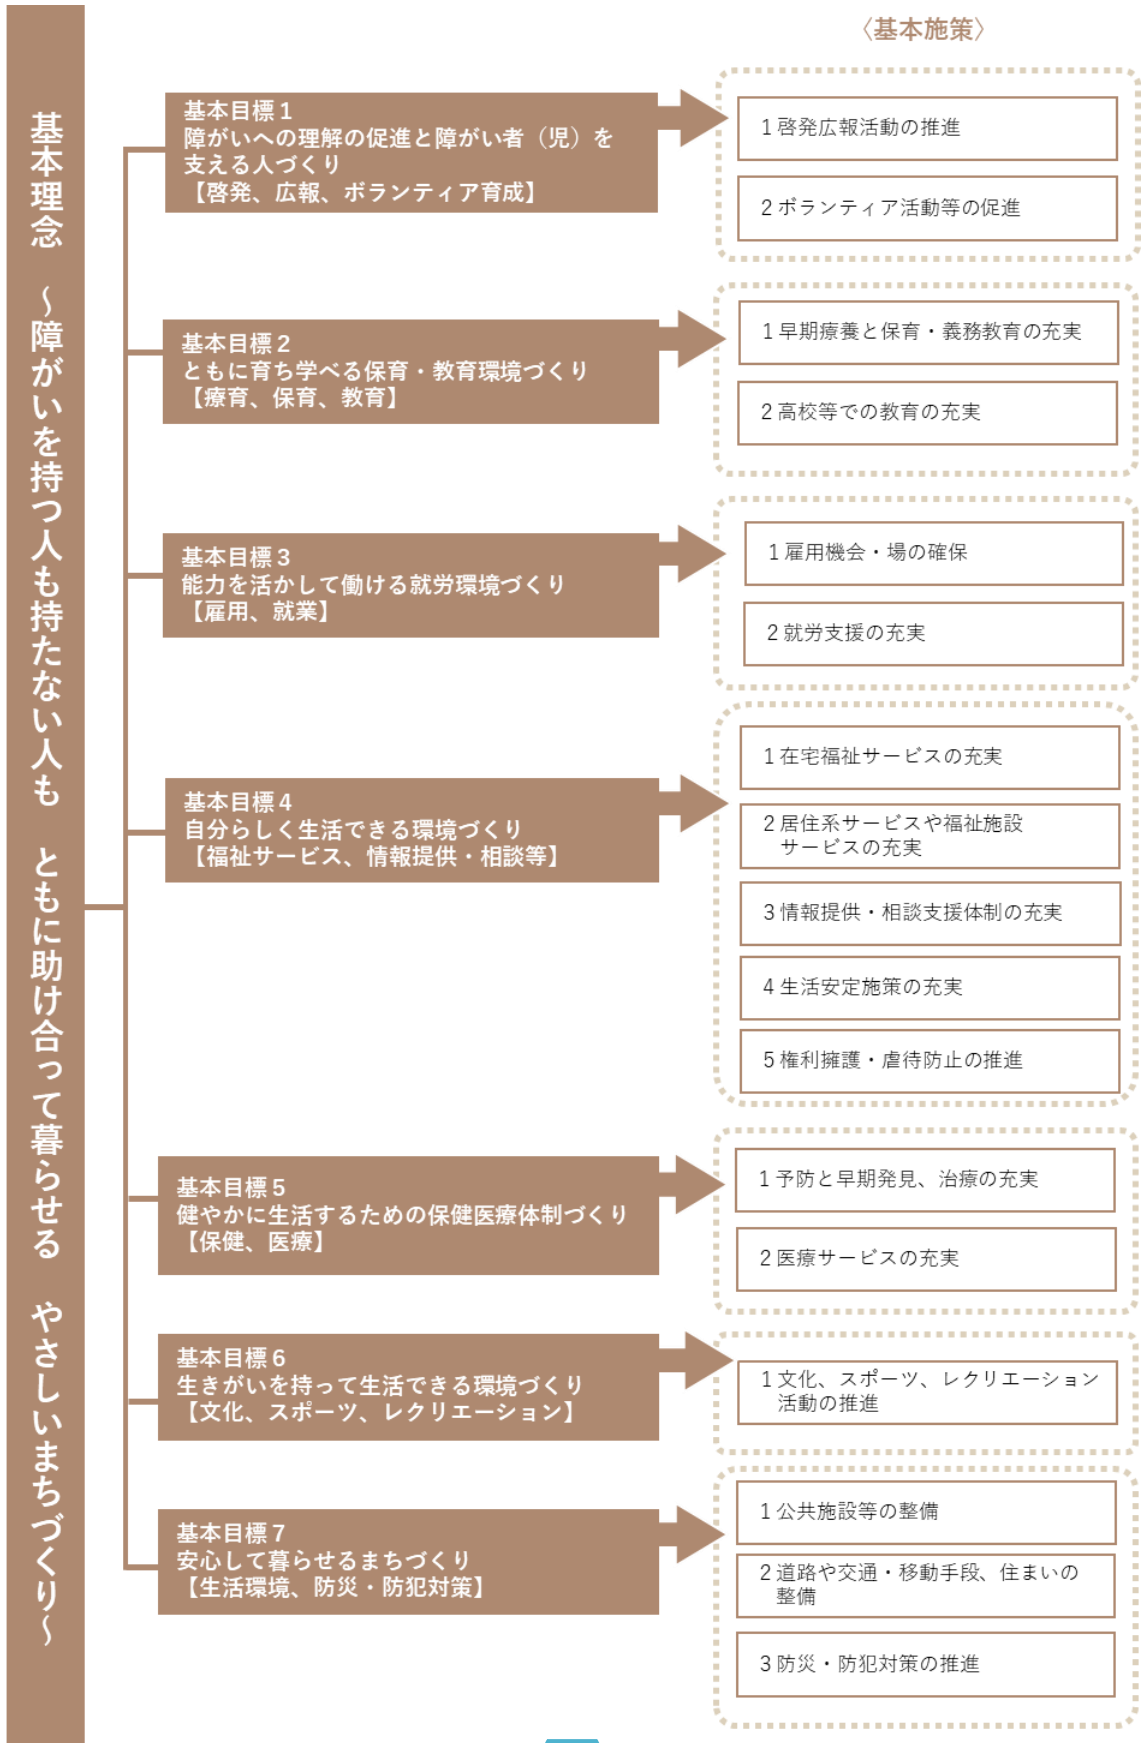 〈基本施策〉
基本理念 ～障がいを持つ人も持たない人も ともに助け合って暮らせる やさしいまちづくり～
基本目標１
障がいへの理解の促進と障がい者（児）を
支える人づくり
【啓発、広報、ボランティア育成】
1 啓発広報活動の推進
2 ボランティア活動等の促進
基本目標２
ともに育ち学べる保育・教育環境づくり
【療育、保育、教育】
1 早期療養と保育・義務教育の充実
2 高校等での教育の充実
基本目標３
能力を活かして働ける就労環境づくり
【雇用、就業】
1 雇用機会・場の確保
2 就労支援の充実
基本目標４
自分らしく生活できる環境づくり
【福祉サービス、情報提供・相談等】
1 在宅福祉サービスの充実
2 居住系サービスや福祉施設
サービスの充実
3 情報提供・相談支援体制の充実
4 生活安定施策の充実
5 権利擁護・虐待防止の推進
基本目標５
健やかに生活するための保健医療体制づくり
【保健、医療】
1 予防と早期発見、治療の充実
2 医療サービスの充実
基本目標６
生きがいを持って生活できる環境づくり
【文化、スポーツ、レクリエーション】
1 文化、スポーツ、レクリエーション
活動の推進
基本目標７
安心して暮らせるまちづくり
【生活環境、防災・防犯対策】
1 公共施設等の整備
2 道路や交通・移動手段、住まいの
整備
3 防災・防犯対策の推進